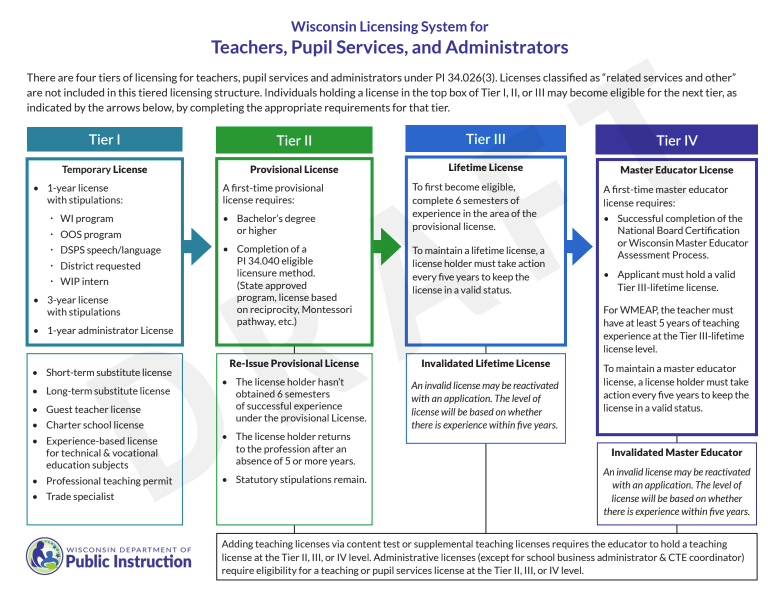 Wisconsin Licensing System for
Teachers, Pupil Services, and Administrators
There are four tiers of licensing for teachers, pupil services and administrators under PI 34.026(3). Licenses classified as “related services and other”
are not included in this tiered licensing structure. Individuals holding a license in the top box of Tier I, II, or III may become eligible for the next tier, as
indicated by the arrows below, by completing the appropriate requirements for that tier.
Tier I
Temporary License
• 1-year license
with stipulations:
· WI program
· OOS program
· DSPS speech/language
· District requested
· WIP intern
• 3-year license
with stipulations
• 1-year administrator License
• Short-term substitute license
• Long-term substitute license
• Guest teacher license
• Charter school license
• Experience-based license
for technical & vocational
education subjects
• Professional teaching permit
• Trade specialist
Tier II
Provisional License
A first-time provisional
license requires:
• Bachelor’s degree
or higher
• Completion of a
PI 34.040 eligible
licensure method.
(State approved
program, license based
on reciprocity, Montessori
pathway, etc.)
Re-Issue Provisional License
• The license holder hasn’t
obtained 6 semesters
of successful experience
under the provisional License.
• The license holder returns
to the profession after an
absence of 5 or more years.
• Statutory stipulations remain.
Tier III
Lifetime License
To first become eligible,
complete 6 semesters of
experience in the area of the
provisional license.
To maintain a lifetime license, a
license holder must take action
every five years to keep the
license in a valid status.
Invalidated Lifetime License
An invalid license may be reactivated
with an application. The level of
license will be based on whether
there is experience within five years.
Tier IV
Master Educator License
A first-time master educator
license requires:
• Successful completion of the
National Board Certification
or Wisconsin Master Educator
Assessment Process.
• Applicant must hold a valid
Tier III-lifetime license.
For WMEAP, the teacher must
have at least 5 years of teaching
experience at the Tier III-lifetime
license level.
To maintain a master educator
license, a license holder must take
action every five years to keep the
license in a valid status.
Invalidated Master Educator
An invalid license may be reactivated
with an application. The level of
license will be based on whether
there is experience within five years.
Adding teaching licenses via content test or supplemental teaching licenses requires the educator to hold a teaching
license at the Tier II, III, or IV level. Administrative licenses (except for school business administrator & CTE coordinator)
require eligibility for a teaching or pupil services license at the Tier II, III, or IV level.
WISCONSIN DEPARTMENT OF
Public Instruction
DRAFT